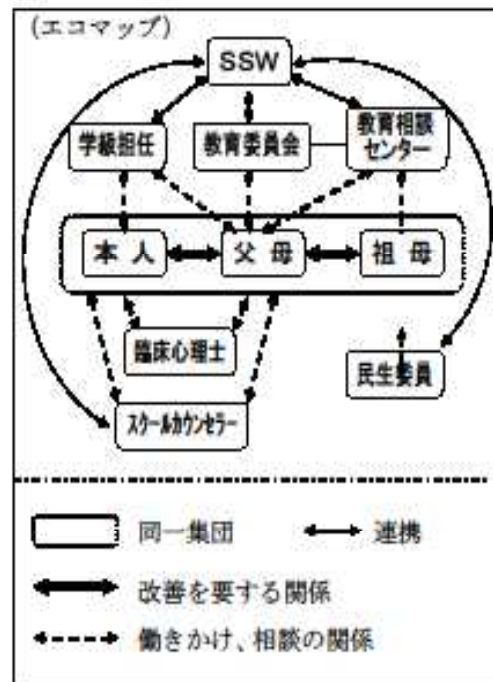 (エコマップ)
SSW
学級担任
教育委員会
教育相談
センター
本 人
父 母
祖 母
臨床心理士
民生委員
スクールカウンセラー
同一集団
連携
改善を要する関係
働きかけ、相談の関係